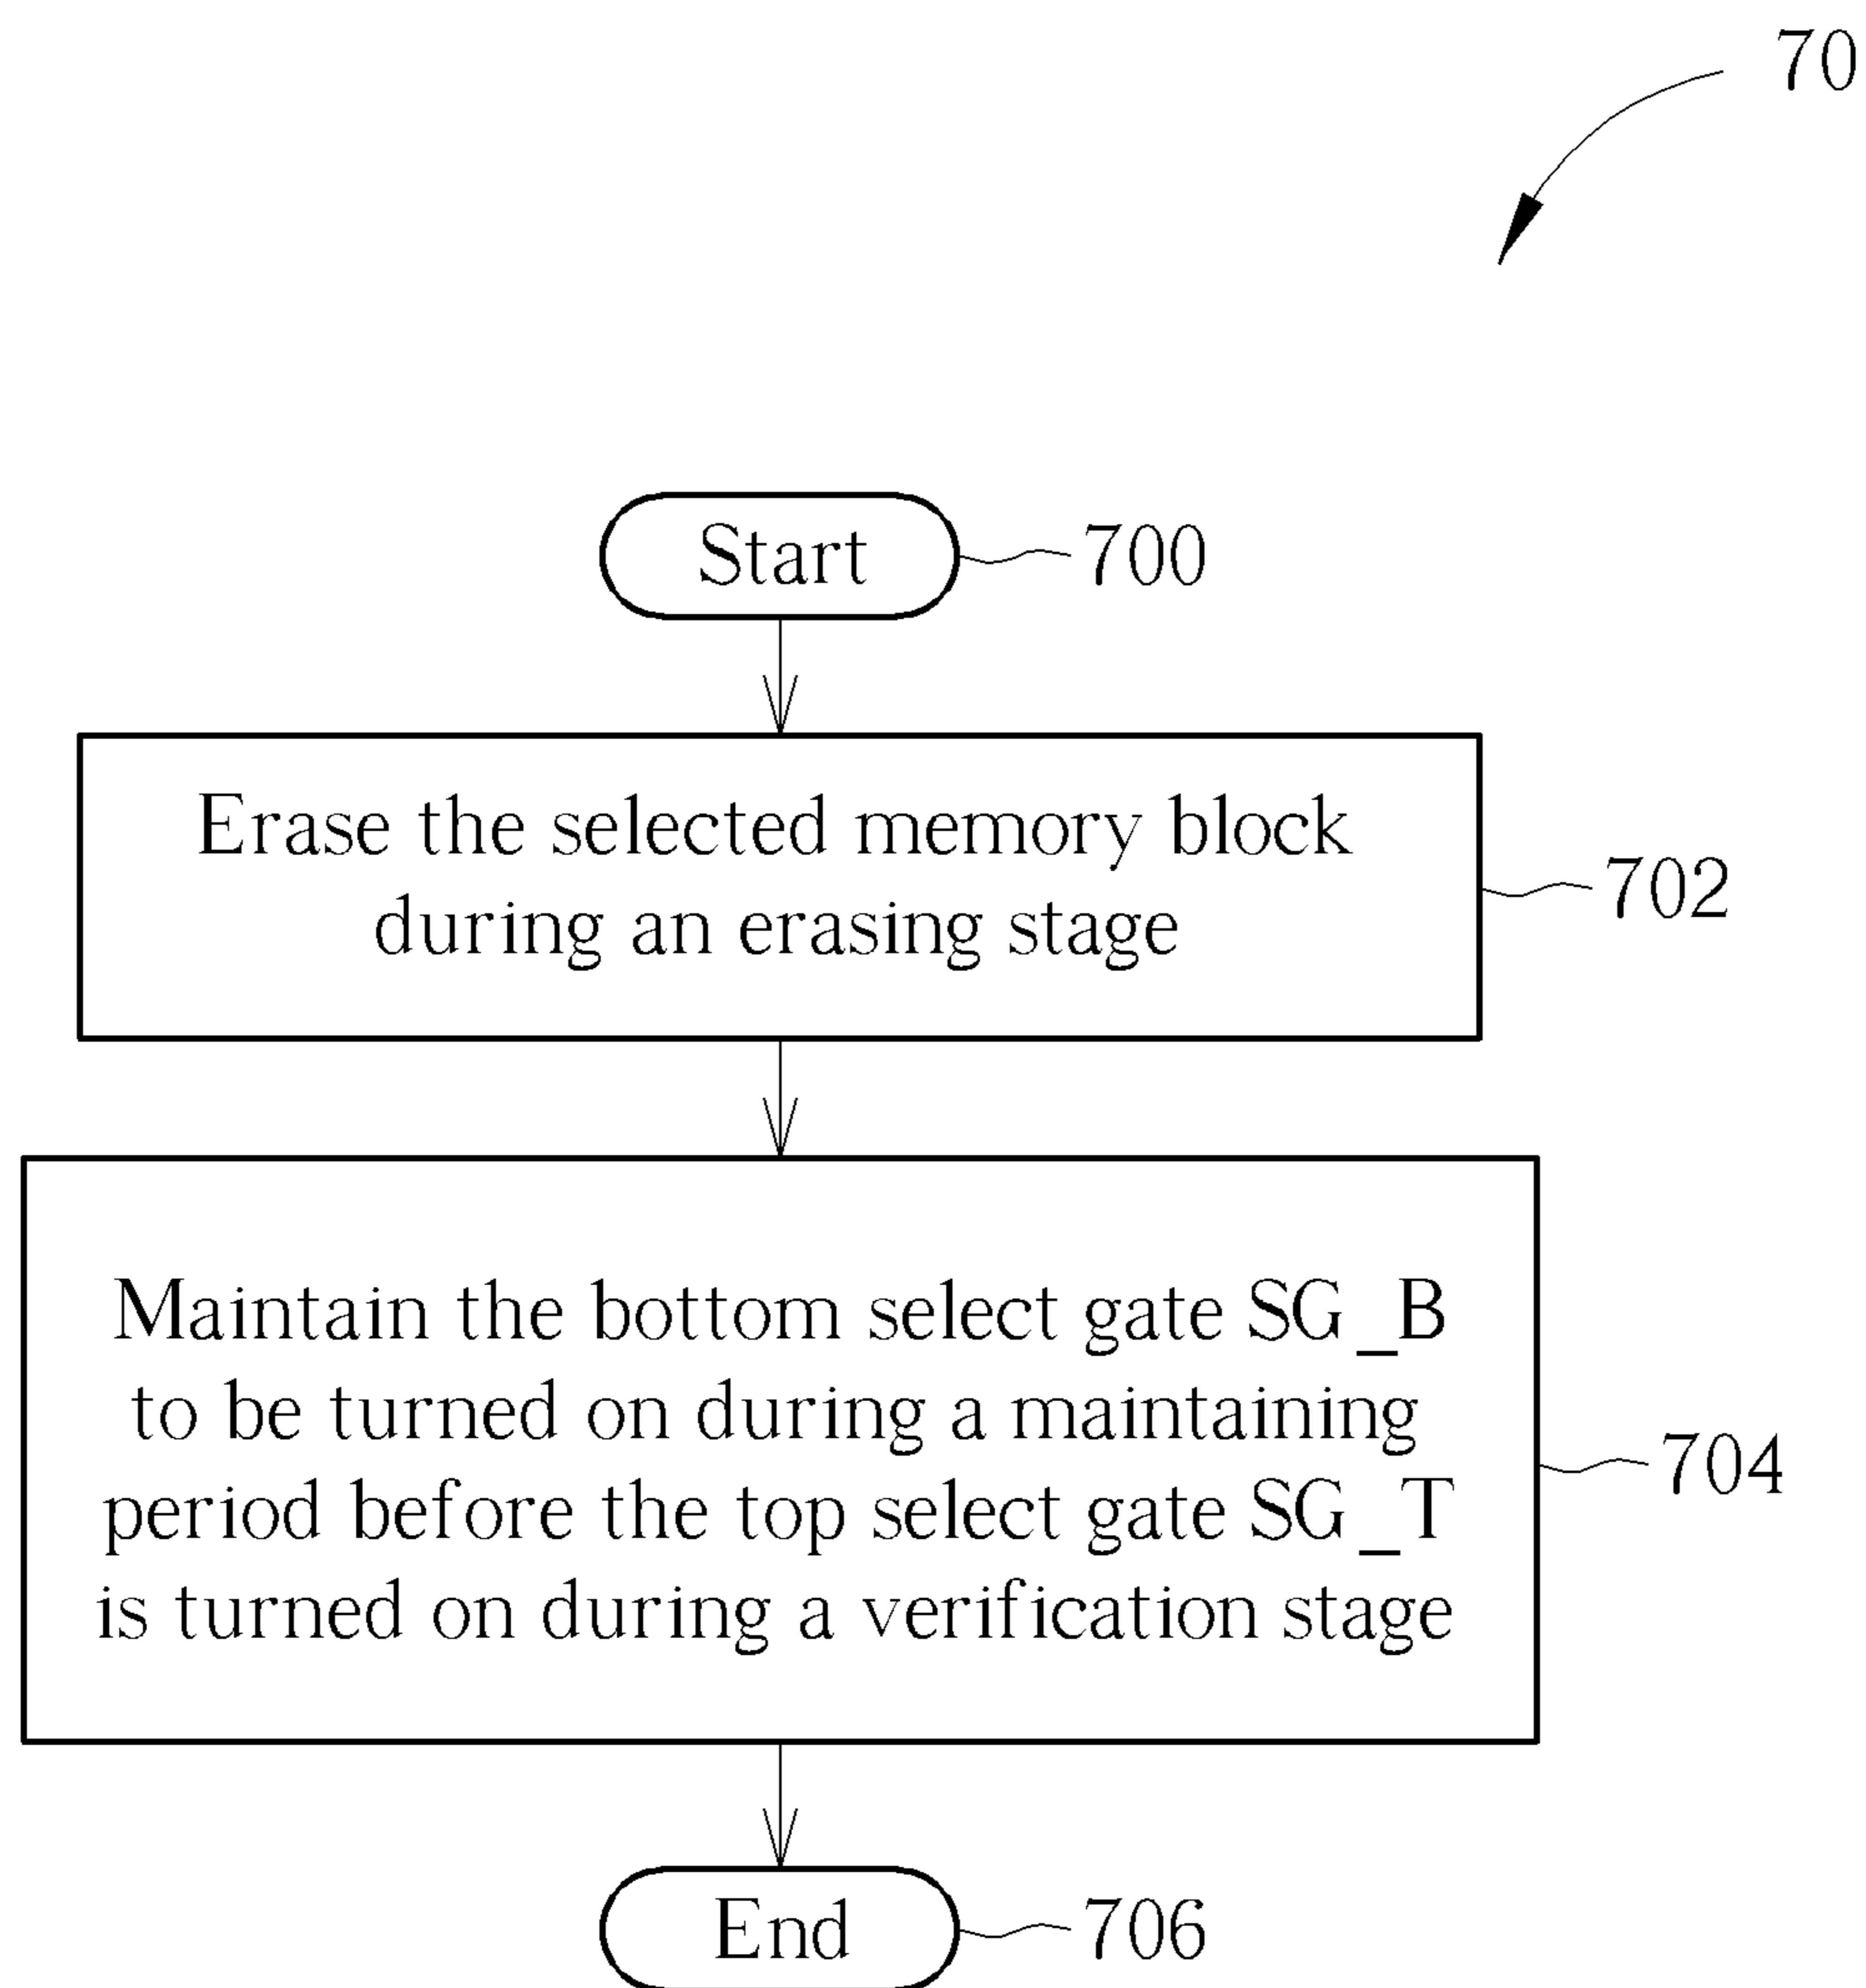 70
Start
700
Erase the selected memory block
during an erasing stage
702
Maintain the bottom select gate SG_B
to be turned on during a maintaining
period before the top select gate SG_T
is turned on during a verification stage
704
End
706